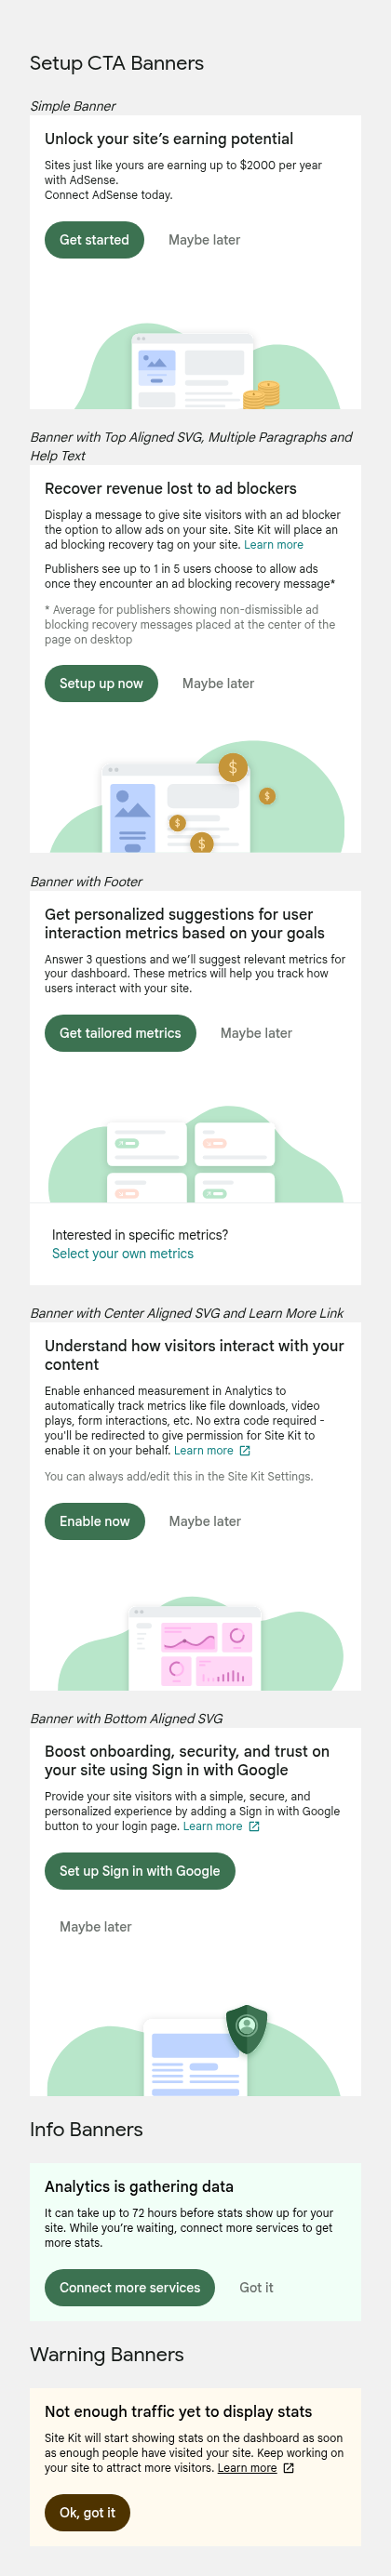 Setup CTA Banners
Simple Banner
Unlock your site's earning potential
Sites just like yours are earning up to $2000 per year
with AdSense.
Connect AdSense today.
Get started
Maybe later
Banner with Top Aligned SVG, Multiple Paragraphs and
Help Text
Recover revenue lost to ad blockers
Display a message to give site visitors with an ad blocker
the option to allow ads on your site. Site Kit will place an
ad blocking recovery tag on your site. Learn more
Publishers see up to 1 in 5 users choose to allow ads
once they encounter an ad blocking recovery message*
* Average for publishers showing non-dismissible ad
blocking recovery messages placed at the center of the
page on desktop
Setup up now
Maybe later
$
$
$
$
Banner with Footer
Get personalized suggestions for user
interaction metrics based on your goals
Answer 3 questions and we'll suggest relevant metrics for
your dashboard. These metrics will help you track how
users interact with your site.
Get tailored metrics
Maybe later
Interested in specific metrics?
Select your own metrics
Banner with Center Aligned SVG and Learn More Link
Understand how visitors interact with your
content
Enable enhanced measurement in Analytics to
automatically track metrics like file downloads, video
plays, form interactions, etc. No extra code required -
you'll be redirected to give permission for Site Kit to
enable it on your behalf. Learn more
You can always add/edit this in the Site Kit Settings.
Enable now
Maybe later
Banner with Bottom Aligned SVG
Boost onboarding, security, and trust on
your site using Sign in with Google
Provide your site visitors with a simple, secure, and
personalized experience by adding a Sign in with Google
button to your login page. Learn more
Set up Sign in with Google
Maybe later
Info Banners
Analytics is gathering data
It can take up to 72 hours before stats show up for your
site. While you're waiting, connect more services to get
more stats.
Connect more services
Got it
Warning Banners
Not enough traffic yet to display stats
Site Kit will start showing stats on the dashboard as soon
as enough people have visited your site. Keep working on
your site to attract more visitors. Learn more
Ok, got it